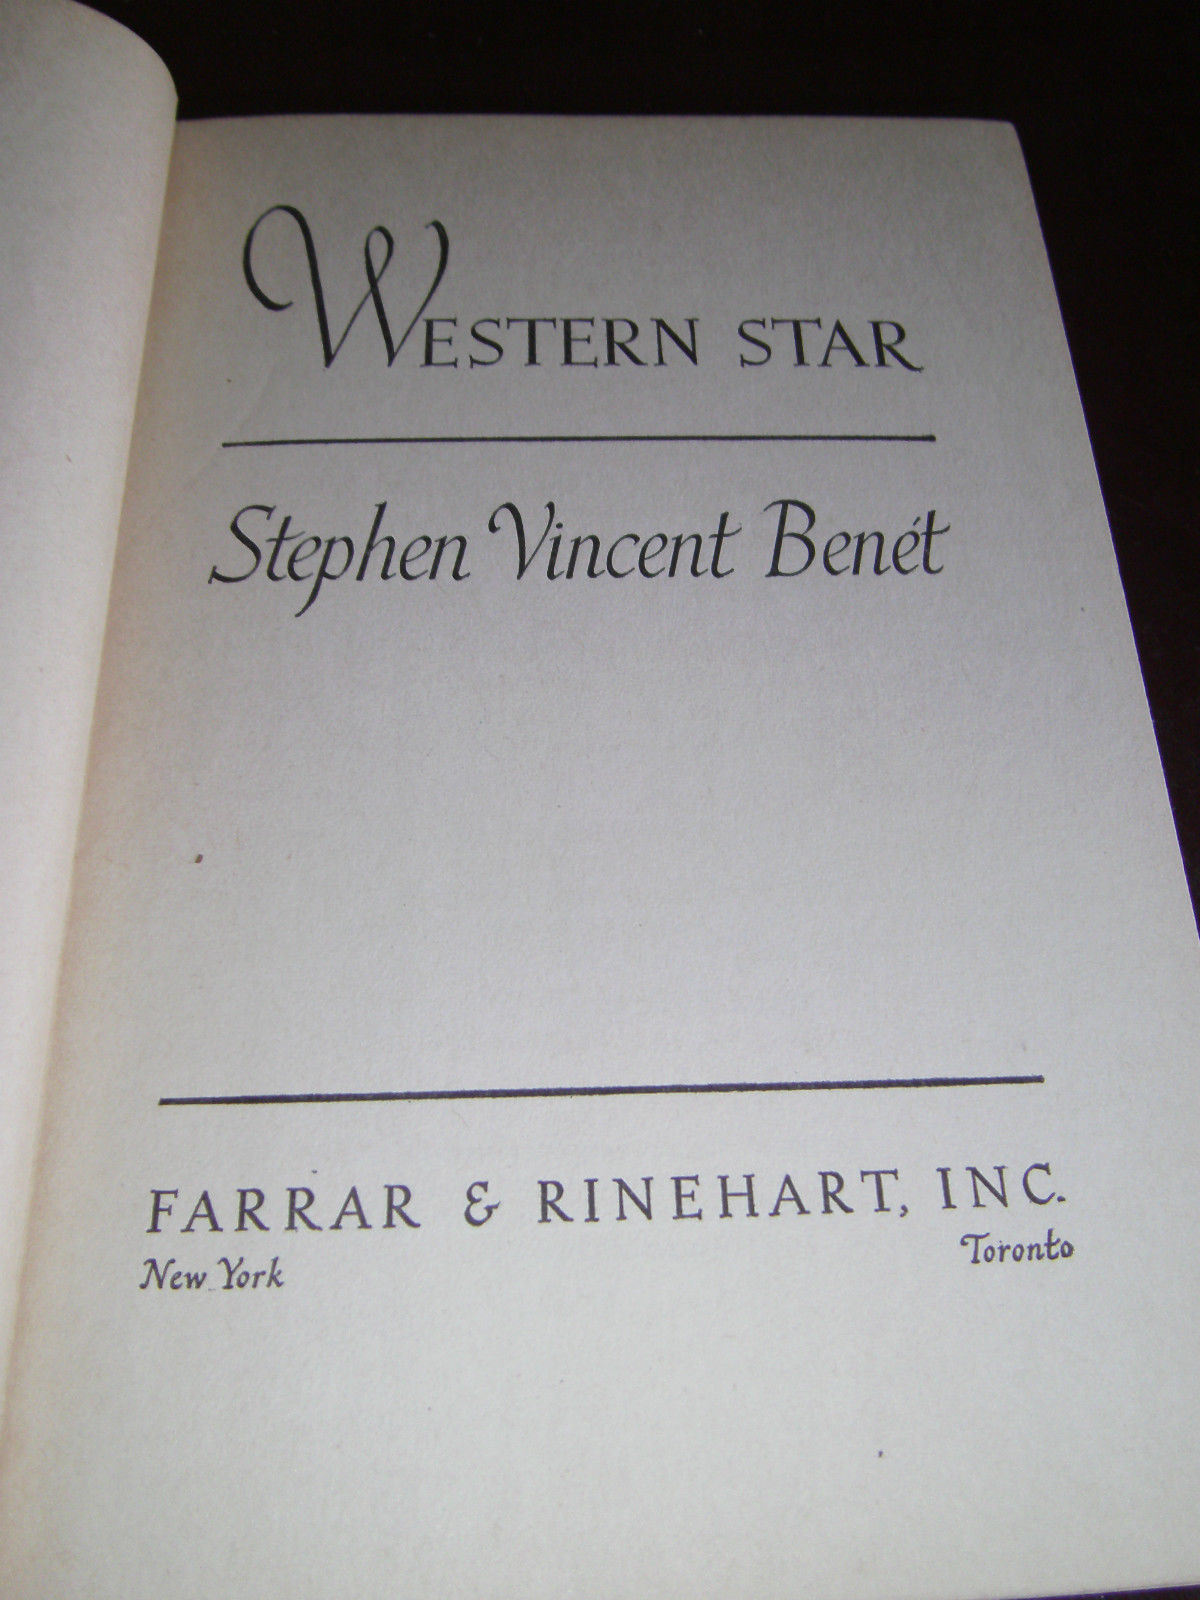 WESTERN STAR
Stephen Vincent Benét
FARRAR & RINEHART, INC.
New York Toronto